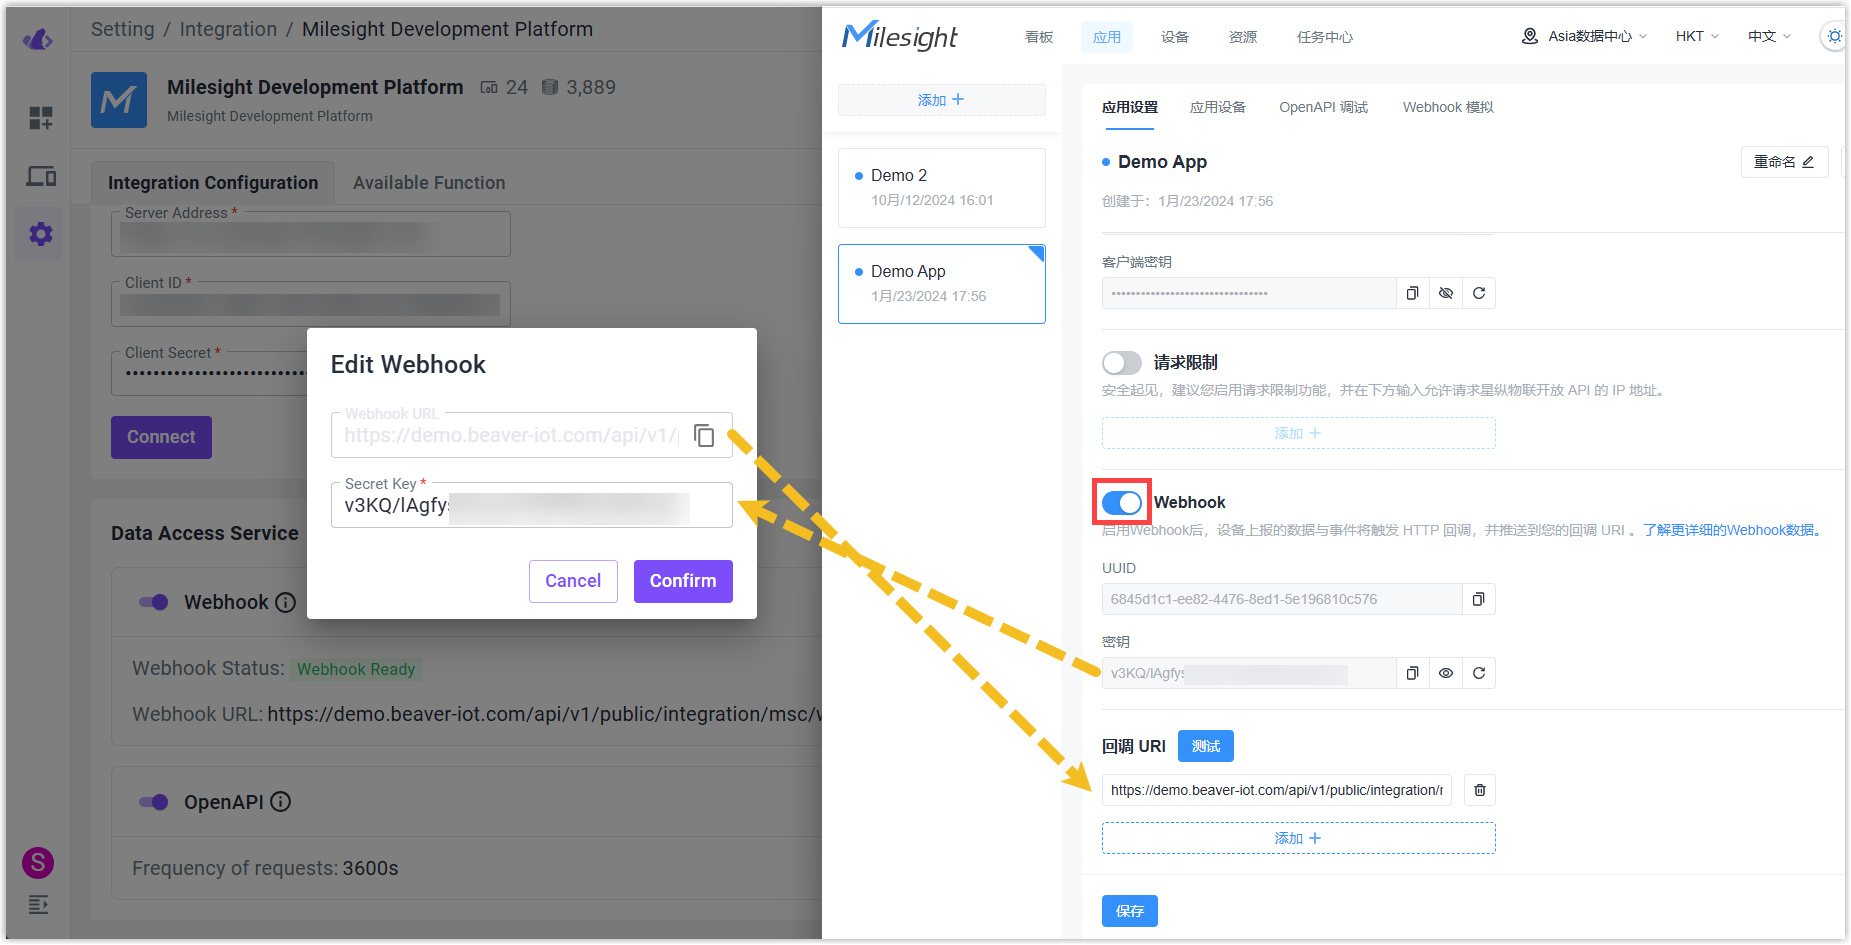 Setting / Integration / Milesight Development Platform
Milesight Development Platform 24 3,889
Milesight Development Platform
Integration Configuration Available Function
Server Address *
Client ID *
Client Secret *
Connect
Data Access Service
Webhook
Webhook Status: Webhook Ready
Webhook URL: https://demo.beaver-iot.com/api/v1/public/integration/msc/
OpenAPI
Frequency of requests: 3600s
S
Edit Webhook
Webhook URL
https://demo.beaver-iot.com/api/v1/
Secret Key *
v3KQ/lAgfy
Cancel Confirm
Milesight
看板 应用 设备 资源 任务中心
Asia数据中心 HKT 中文
添加 +
Demo 2
10月/12/2024 16:01
Demo App
1月/23/2024 17:56
应用设置 应用设备 OpenAPI 调试 Webhook 模拟
Demo App
重命名
创建于：1月/23/2024 17:56
客户端密钥
请求限制
安全起见，建议您启用请求限制功能，并在下方输入允许请求星纵物联开放 API 的 IP 地址。
添加 +
Webhook
启用Webhook后，设备上报的数据与事件将触发 HTTP 回调，并推送到您的回调 URI 。了解更详细的Webhook数据。
UUID
6845d1c1-ee82-4476-8ed1-5e196810c576
密钥
v3KQ/lAgfys
回调 URI 测试
https://demo.beaver-iot.com/api/v1/public/integration/
添加 +
保存